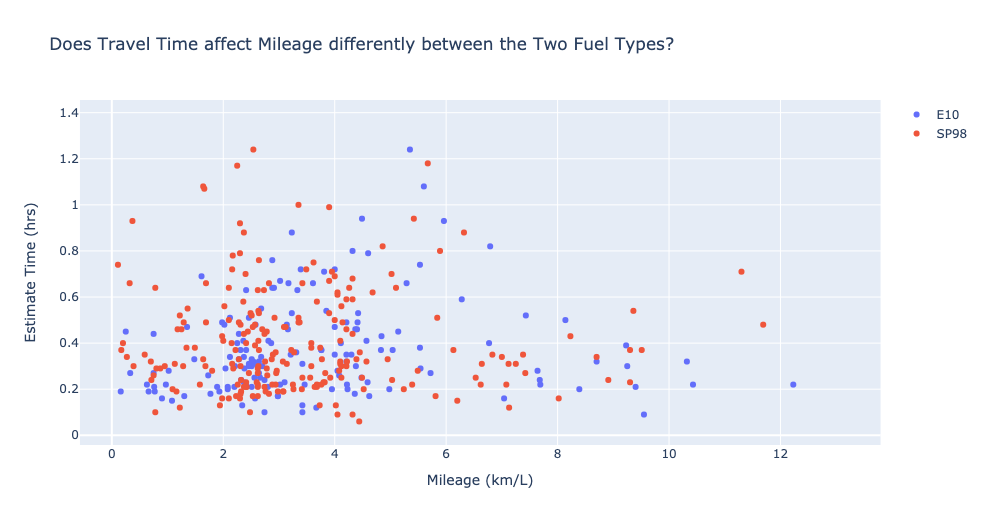 Does Travel Time affect Mileage differently between the Two Fuel Types?
E10
SP98
1.4
1.2
1
0.8
0.6
0.4
0.2
0
Estimate Time (hrs)
0 2 4 6 8 10 12
Mileage (km/L)